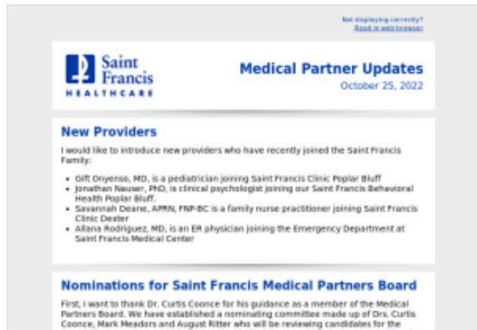 Not displaying correctly?
Read in web browser
Saint
Francis
HEALTHCARE
Medical Partner Updates
October 25, 2022
New Providers
I would like to introduce new providers who have recently joined the Saint Francis
Family:
• Gift Onyenso, MD, is a pediatrician joining Saint Francis Clinic Poplar Bluff
• Jonathan Nauser, PhD, is clinical psychologist joining our Saint Francis Behavioral
Health Poplar Bluff.
• Savannah Deane, APRN, FNP-BC is a family nurse practitioner joining Saint Francis
Clinic Dexter
• Allana Rodriguez, MD, is an ER physician joining the Emergency Department at
Saint Francis Medical Center
Nominations for Saint Francis Medical Partners Board
First, I want to thank Dr. Curtis Coonce for his guidance as a member of the Medical
Partners Board. We have established a nominating committee made up of Drs. Curtis
Coonce, Mark Meadors and August Ritter who will be reviewing candidates for the